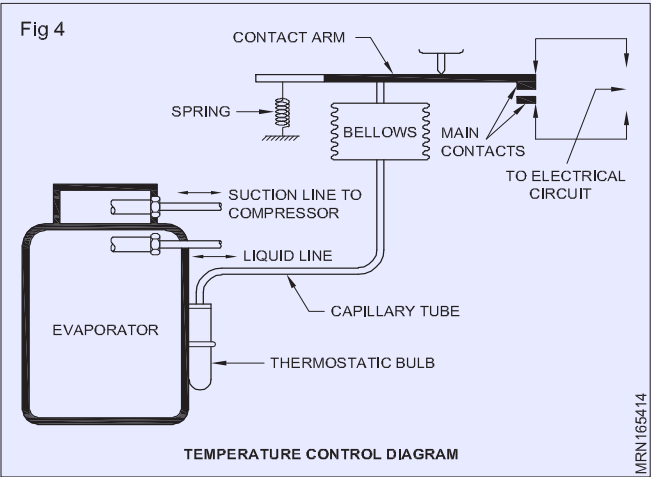 Fig 4
CONTACT ARM
SPRING
BELLOWS
MAIN
CONTACTS
TO ELECTRICAL
CIRCUIT
SUCTION LINE TO
COMPRESSOR
LIQUID LINE
CAPILLARY TUBE
EVAPORATOR
THERMOSTATIC BULB
TEMPERATURE CONTROL DIAGRAM
MRN165414